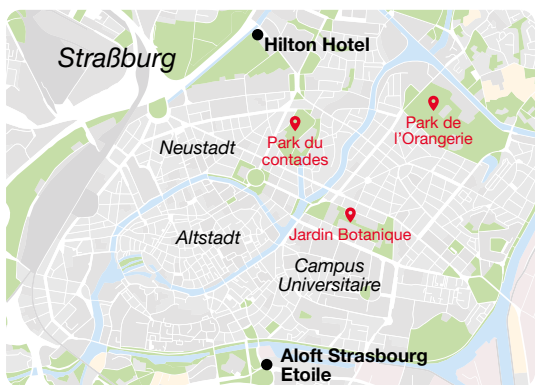 Hilton Hotel
Straßburg
Park du
contades
Park de
l'Orangerie
Neustadt
Altstadt
Jardin Botanique
Campus
Universitaire
Aloft Strasbourg
Etoile